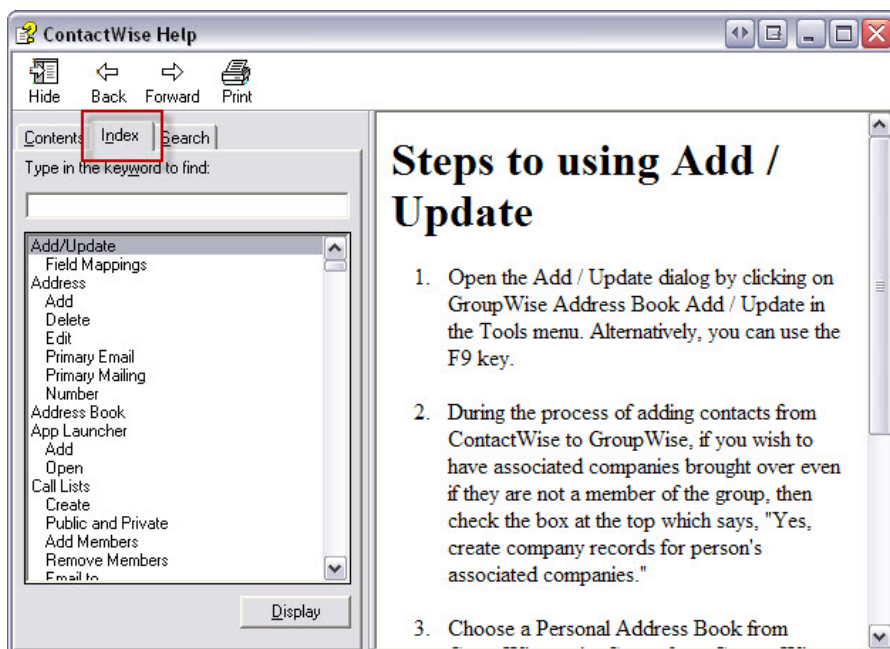 ContactWise Help
Hide Back Forward Print
Contents Index Search
Type in the keyword to find:
Add/Update
Field Mappings
Address
Add
Delete
Edit
Primary Email
Primary Mailing
Number
Address Book
App Launcher
Add
Open
Call Lists
Create
Public and Private
Add Members
Remove Members
Email to
Display
Steps to using Add /
Update
1. Open the Add / Update dialog by clicking on
GroupWise Address Book Add / Update in
the Tools menu. Alternatively, you can use the
F9 key.
2. During the process of adding contacts from
ContactWise to GroupWise, if you wish to
have associated companies brought over even
if they are not a member of the group, then
check the box at the top which says, "Yes,
create company records for person's
associated companies."
3. Choose a Personal Address Book from